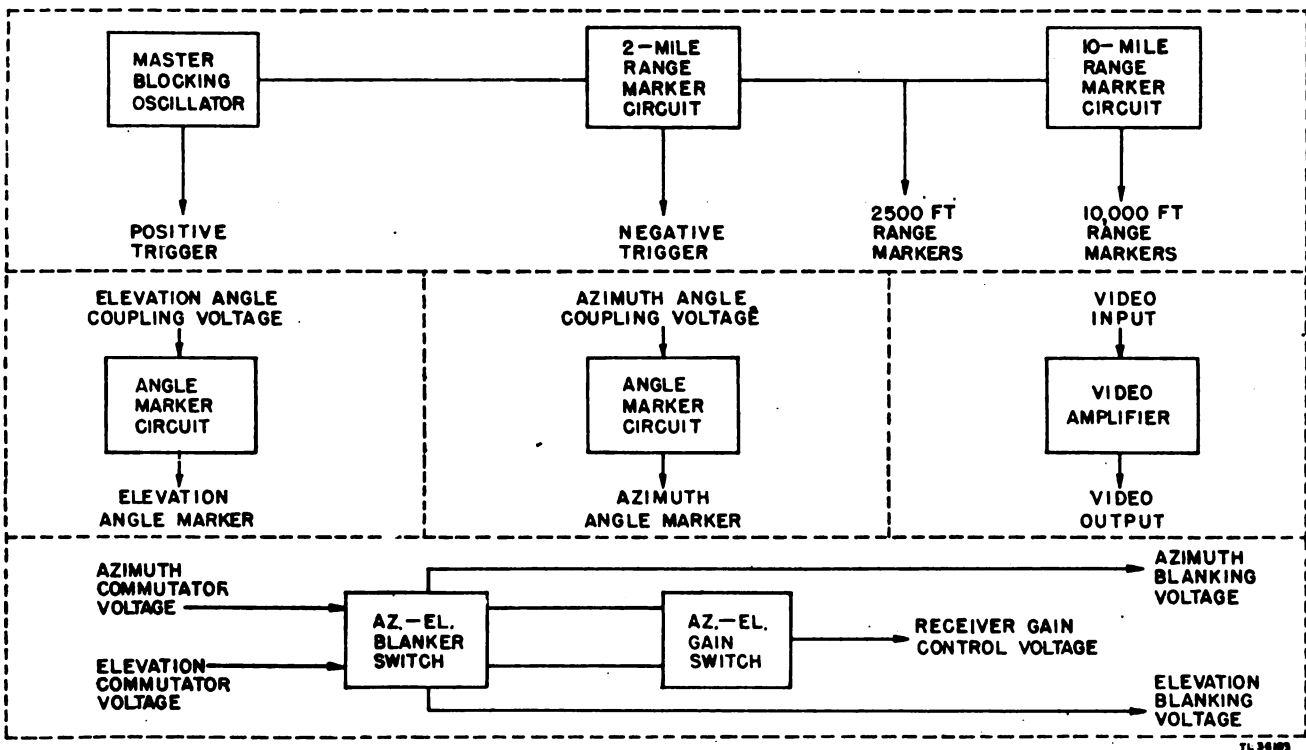 MASTER
BLOCKING
OSCILLATOR
2-MILE
RANGE
MARKER
CIRCUIT
10-MILE
RANGE
MARKER
CIRCUIT
POSITIVE
TRIGGER
NEGATIVE
TRIGGER
2500 FT
RANGE
MARKERS
10,000 FT
RANGE
MARKERS
ELEVATION ANGLE
COUPLING VOLTAGE
AZIMUTH ANGLE
COUPLING VOLTAGE
VIDEO
INPUT
ANGLE
MARKER
CIRCUIT
ANGLE
MARKER
CIRCUIT
VIDEO
AMPLIFIER
ELEVATION
ANGLE MARKER
AZIMUTH
ANGLE MARKER
VIDEO
OUTPUT
AZIMUTH
COMMUTATOR
VOLTAGE
ELEVATION
COMMUTATOR
VOLTAGE
AZ.-EL.
BLANKER
SWITCH
AZ.-EL.
GAIN
SWITCH
RECEIVER GAIN
CONTROL VOLTAGE
AZIMUTH
BLANKING
VOLTAGE
ELEVATION
BLANKING
VOLTAGE